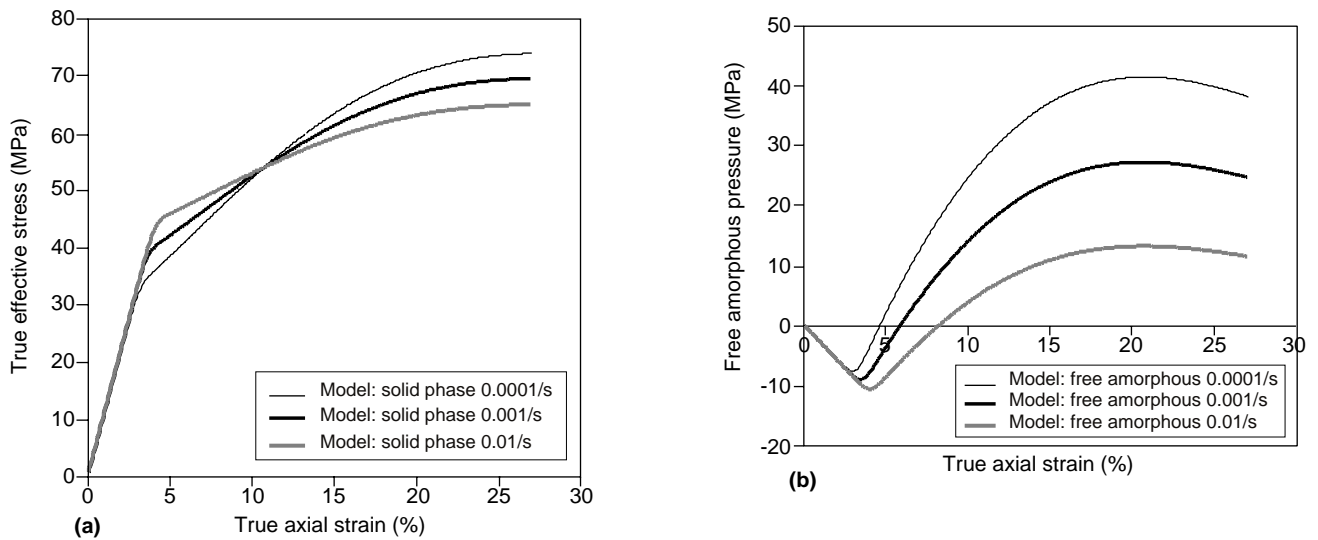 80
70
60
50
40
30
20
10
0
True effective stress (MPa)
Model: solid phase 0.0001/s
Model: solid phase 0.001/s
Model: solid phase 0.01/s
0 5 10 15 20 25 30
(a)
True axial strain (%)
50
40
30
20
10
0
-10
-20
Free amorphous pressure (MPa)
0 5 10 15 20 25 30
Model: free amorphous 0.0001/s
Model: free amorphous 0.001/s
Model: free amorphous 0.01/s
True axial strain (%)
(b)